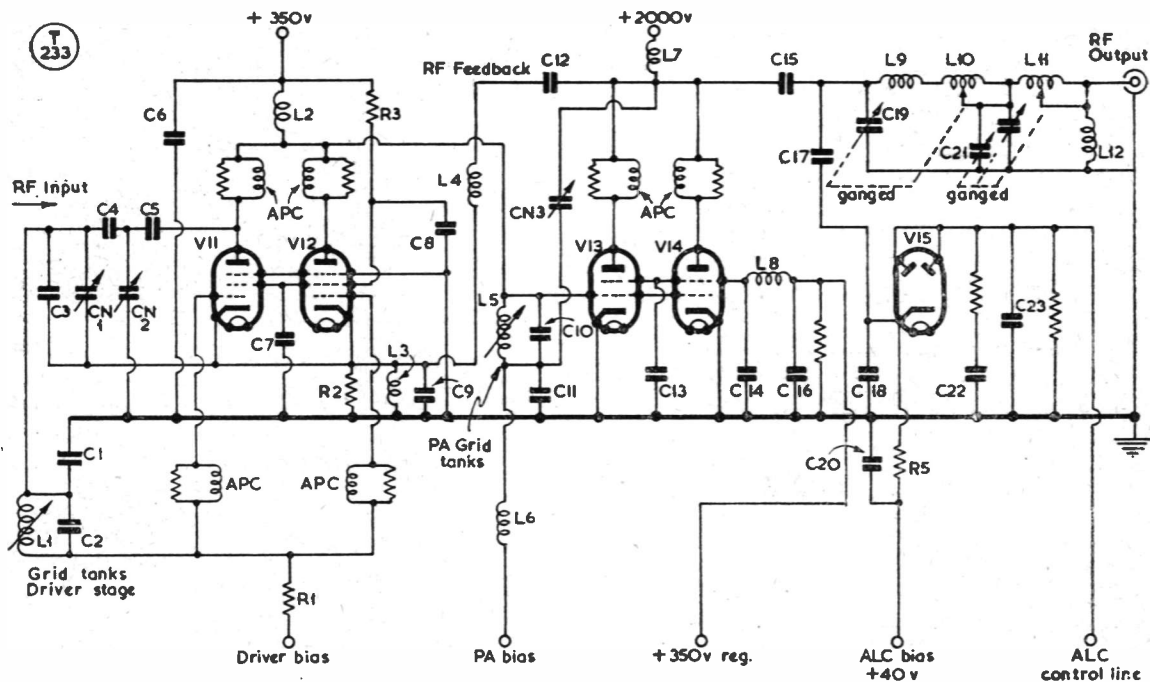 T
233
+ 350v
+2000v
RF
Output
L7
C12
C15
L9
L10
L11
RF Feedback
C6
L2
R3
C19
C17
C21
L12
L4
APC
CN3
APC
ganged
ganged
RF Input
C4
C5
V11
V12
C8
V13
V14
L8
V15
C3
CN
1
CN
2
L5
C10
C7
C23
L3
R2
C9
C11
C13
C14
C16
C18
C22
PA Grid
tanks
C1
C20
R5
APC
APC
L1
C2
L6
Grid tanks
Driver stage
R1
Driver bias
PA bias
+350v reg.
ALC bias
+40v
ALC
control line